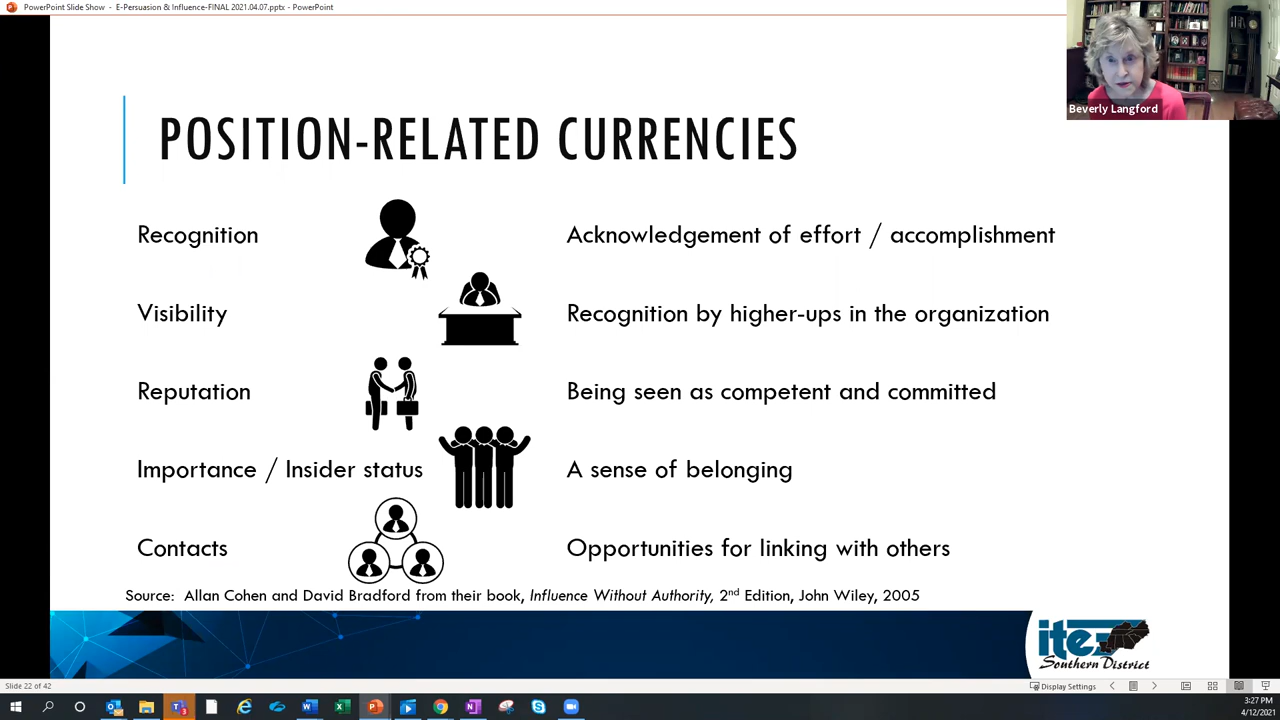 PowerPoint Slide Show - E-Persuasion & Influence-FINAL 2021.04.07.pptx - PowerPoint
Beverly Langford
POSITION-RELATED CURRENCIES
Recognition Acknowledgement of effort / accomplishment
Visibility Recognition by higher-ups in the organization
Reputation Being seen as competent and committed
Importance / Insider status A sense of belonging
Contacts Opportunities for linking with others
Source: Allan Cohen and David Bradford from their book, Influence Without Authority, 2nd Edition, John Wiley, 2005
ite
Southern District
Slide 22 of 42
Display Settings
3:27 PM
4/12/2021